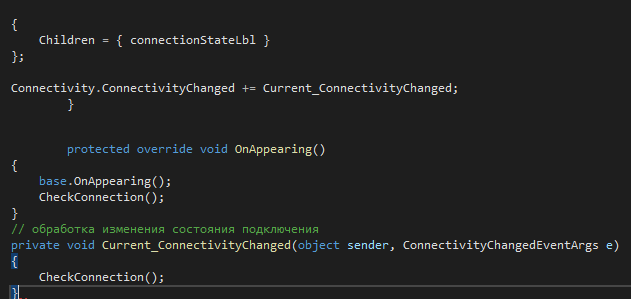 {
Children = { connectionStateLbl }
};
Connectivity.ConnectivityChanged += Current_ConnectivityChanged;
}
protected override void OnAppearing()
{
base.OnAppearing();
CheckConnection();
}
// обработка изменения состояния подключения
private void Current_ConnectivityChanged(object sender, ConnectivityChangedEventArgs e)
{
CheckConnection();
}